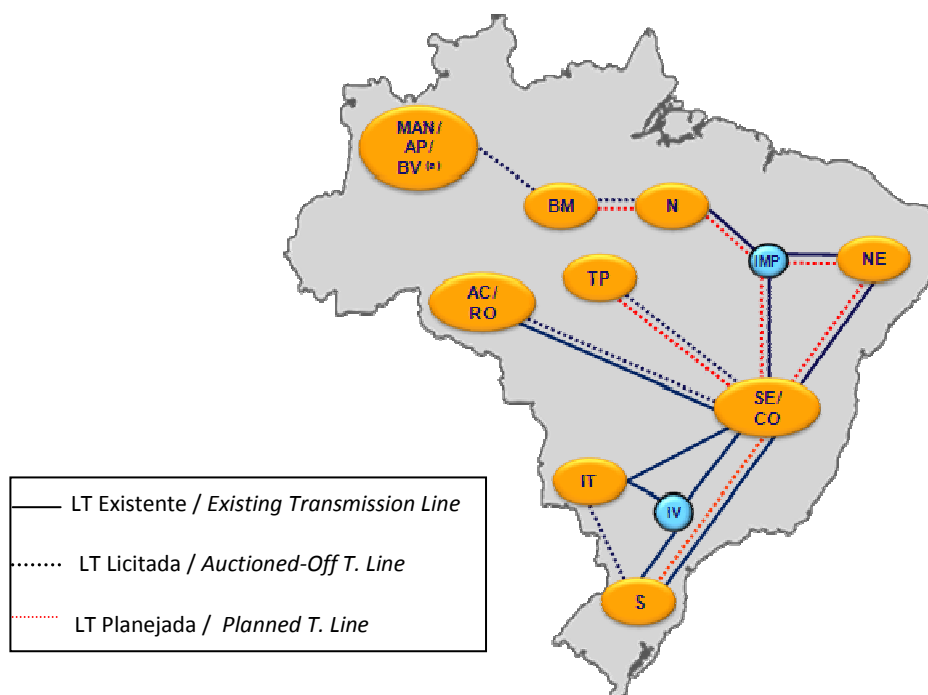 MAN/
AP/
BV (a)
BM
N
IMP
NE
TP
AC/
RO
SE/
CO
IT
IV
S
LT Existente / Existing Transmission Line
LT Licitada / Auctioned-Off T. Line
LT Planejada / Planned T. Line